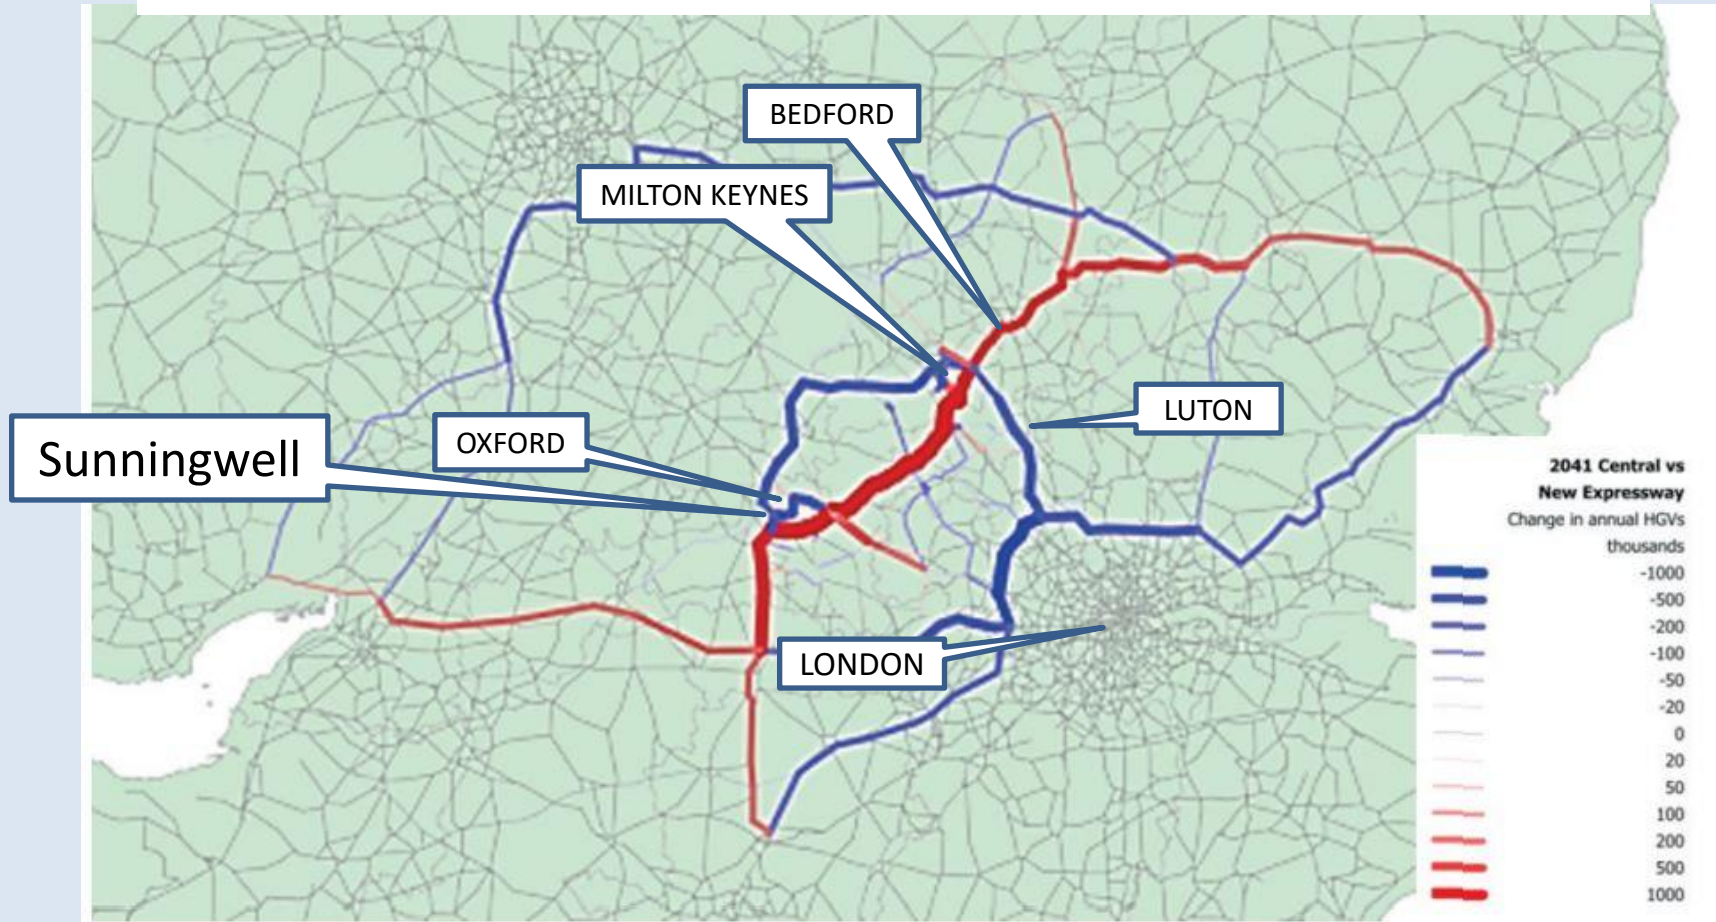 BEDFORD
MILTON KEYNES
LUTON
Sunningwell
OXFORD
LONDON
2041 Central vs
New Expressway
Change in annual HGVs
thousands
-1000
-500
-200
-100
-50
-20
0
20
50
100
200
500
1000